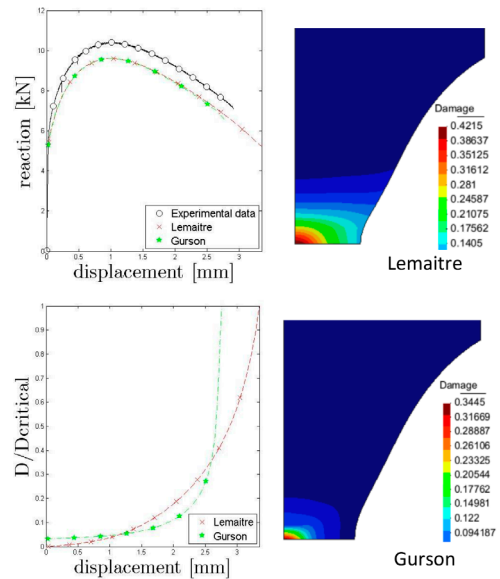 12
10
8
6
4
2
0
reaction [kN]
0 0.5 1 1.5 2 2.5 3
displacement [mm]
Experimental data
Lemaitre
Gurson
Damage
0.4215
0.38637
0.35125
0.31612
0.281
0.24587
0.21075
0.17562
0.1405
Lemaitre
1
0.9
0.8
0.7
0.6
0.5
0.4
0.3
0.2
0.1
0
D/Dcritical
0 0.5 1 1.5 2 2.5 3
displacement [mm]
Lemaitre
Gurson
Damage
0.3445
0.31669
0.28887
0.26106
0.23325
0.20544
0.17762
0.14981
0.122
0.094187
Gurson